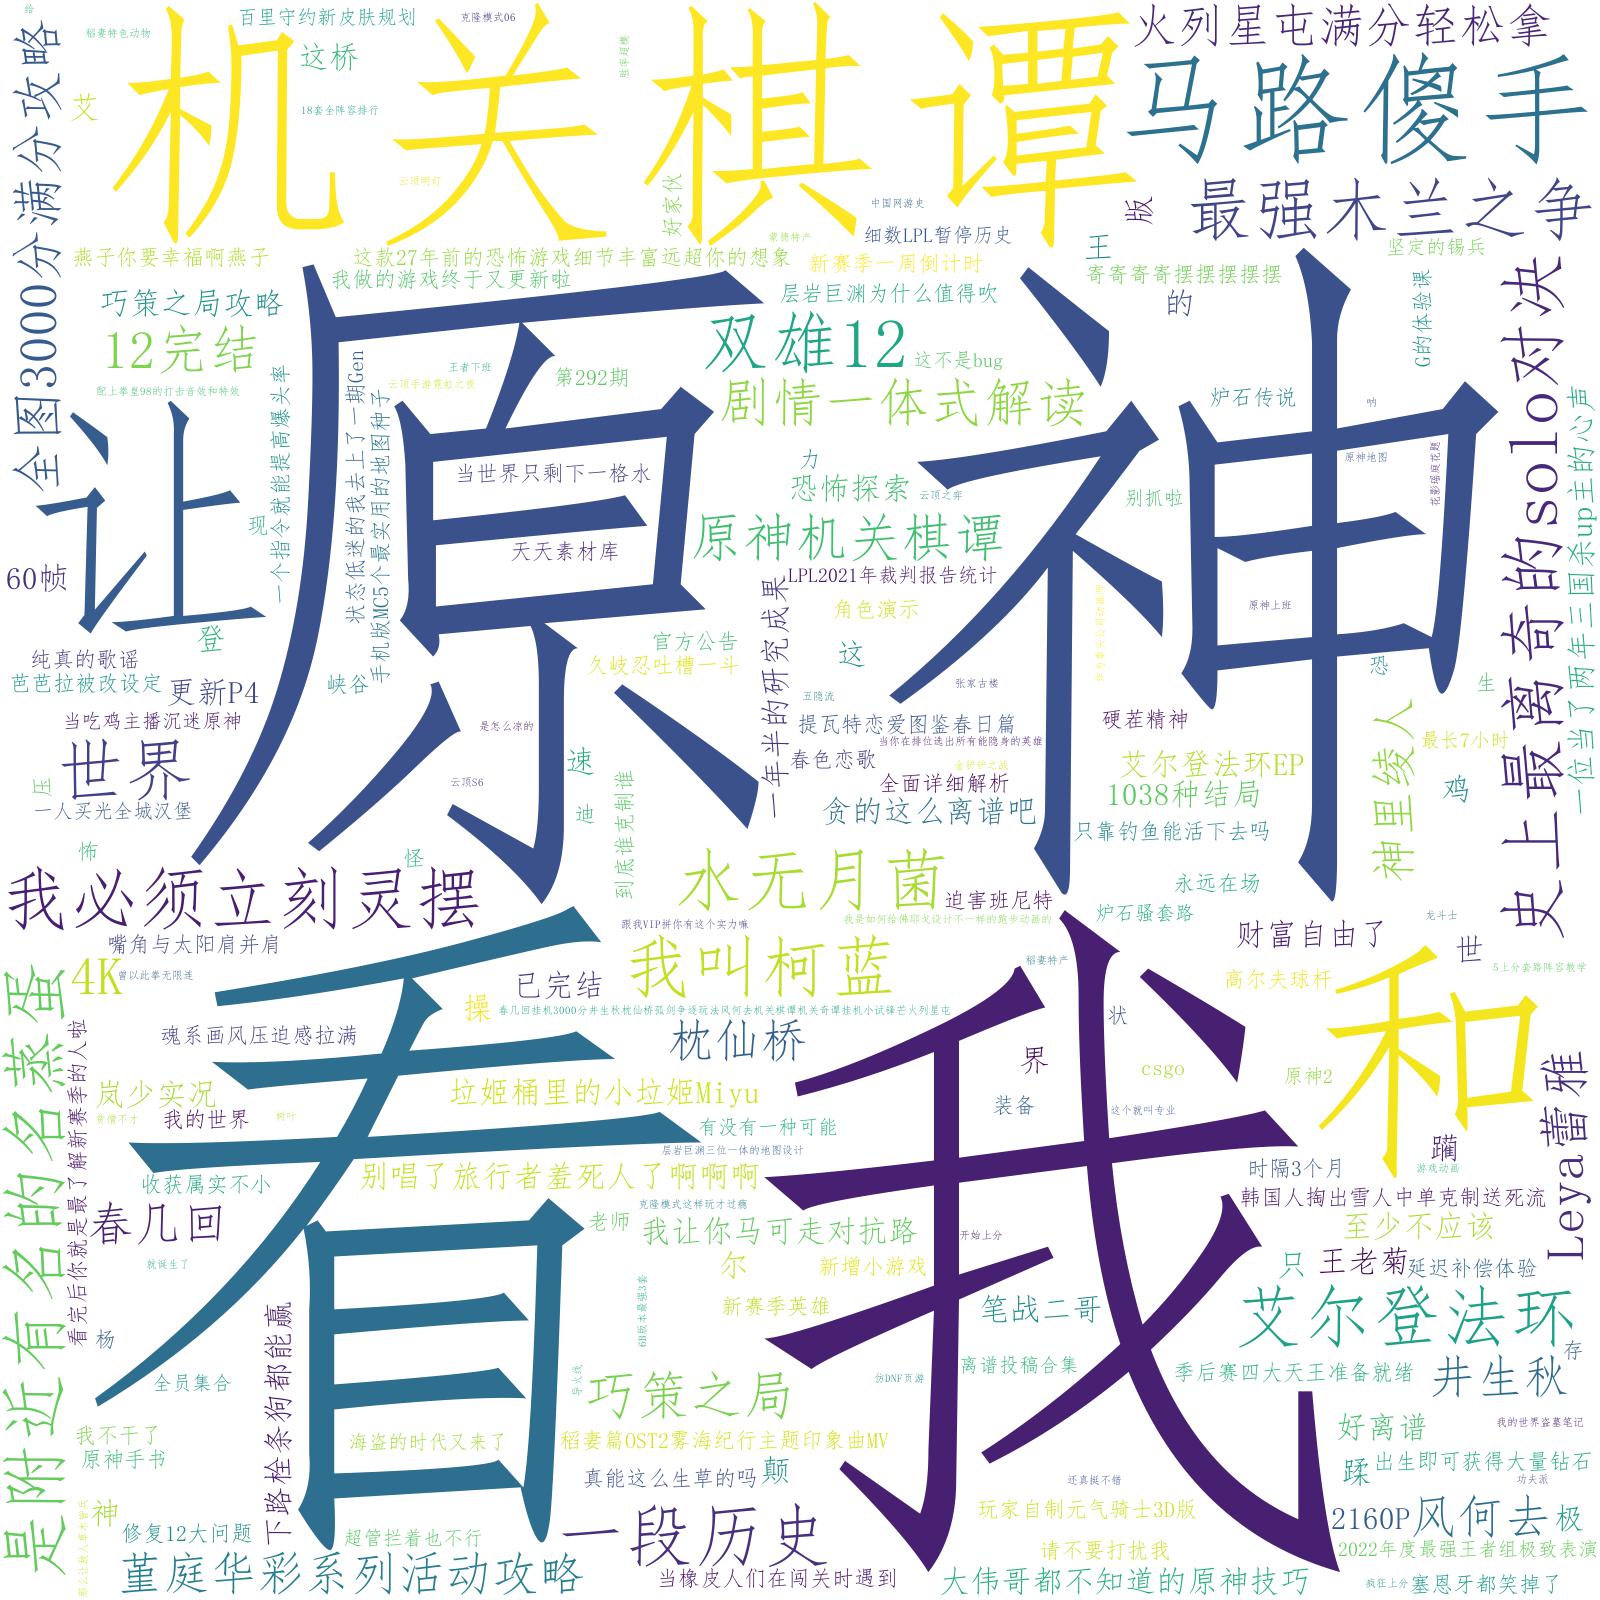 给
百里守约新皮肤规划
克隆模式06
稻妻特色动物
这桥
胜率超模
火列星屯满分轻松拿
机关棋谭
马路傻手
艾
18套全阵容排行
云顶明灯
好家伙
中国网游史
版
最强木兰之争
全图3000分满分攻略
细数LPL暂停历史
蒙德特产
王
坚定的锡兵
燕子你要幸福啊燕子
这款27年前的恐怖游戏细节丰富远超你的想象
新赛季一周倒计时
寄寄寄寄摆摆摆摆摆
我做的游戏终于又更新啦
层岩巨渊为什么值得吹
巧策之局攻略
的
G的体验课
史上最离奇的solo对决
原神
12完结
双雄12
这不是bug
王者下班
云顶手游霓虹之夜
第292期
剧情一体式解读
炉石传说
呐
配上拳皇98的打击音效和特效
让
一个指令就能提高爆头率
状态低迷的我去上了一期Gen
手机版MC5个最实用的地图种子
一位当了两年三国杀up主的心声
当世界只剩下一格水
力
恐怖探索
云顶之弈
别抓啦
原神地图
花影瑶庭花题
现
天天素材库
原神机关棋谭
60帧
LPL2021年裁判报告统计
一年半的研究成果
角色演示
原神上班
登
官方公告
久岐忍吐槽一斗
这
恐
纯真的歌谣
芭芭拉被改设定
更新P4
峡谷
张家古楼
生
当吃鸡主播沉迷原神
是怎么凉的
五隐流
提瓦特恋爱图鉴春日篇
硬茬精神
神里绫人
最长7小时
世界
速
当你在排位选出所有能隐身的英雄
春色恋歌
金铲铲之战
艾尔登法环EP
压
云顶S6
全面详细解析
1038种结局
鸡
一人买光全城汉堡
迪
到底谁克制谁
贪的这么离谱吧
只靠钓鱼能活下去吗
怖
怪
水无月菌
我必须立刻灵摆
迫害班尼特
永远在场
跟我VIP拼你有这个实力嘛
我是如何给佛耶戈设计不一样的跑步动画的
炉石骚套路
龙斗士
嘴角与太阳肩并肩
看
我
我叫柯蓝
财富自由了
世
4K
曾以此拳无限连
已完结
稻妻特产
高尔夫球杆
5上分套路阵容教学
是附近有名的名蒸蛋
看完后你就是最了解新赛季的人啦
操
春几回挂机3000分井生秋枕仙桥孤剑争逐玩法风何去机关棋谭机关奇谭挂机小试锋芒火列星屯
状
和
魂系画风压迫感拉满
枕仙桥
界
csgo
原神2
Leya蕾雅
岚少实况
垃姬桶里的小垃姬Miyu
装备
贫僧不才
我的世界
树叶
有没有一种可能
这个就叫专业
躏
层岩巨渊三位一体的地图设计
时隔3个月
游戏动画
收获属实不小
别唱了旅行者羞死人了啊啊啊
韩国人掏出雪人中单克制送死流
春几回
克隆模式这样玩才过瘾
老师
我让你马可走对抗路
开始上分
至少不应该
就诞生了
尔
新增小游戏
只
王老菊
延迟补偿体验
6B版本最强3套
新赛季英雄
笔战二哥
艾尔登法环
杨
下路栓条狗都能赢
存
全员集合
导火线
巧策之局
仿DNF页游
离谱投稿合集
季后赛四大天王准备就绪
井生秋
我不干了
海盗的时代又来了
稻妻篇OST2雾海纪行主题印象曲MV
好离谱
我的世界盗墓笔记
原神手书
真能这么生草的吗
颠
还真挺不错
蹂
出生即可获得大量钻石
功夫派
神
一段历史
玩家自制元气骑士3D版
2160P
风何去
极
修复12大问题
超管拦着也不行
请不要打扰我
2022年度最强王者组极致表演
堇庭华彩系列活动攻略
当橡皮人们在闯关时遇到
大伟哥都不知道的原神技巧
疯狂上分
塞恩牙都笑掉了